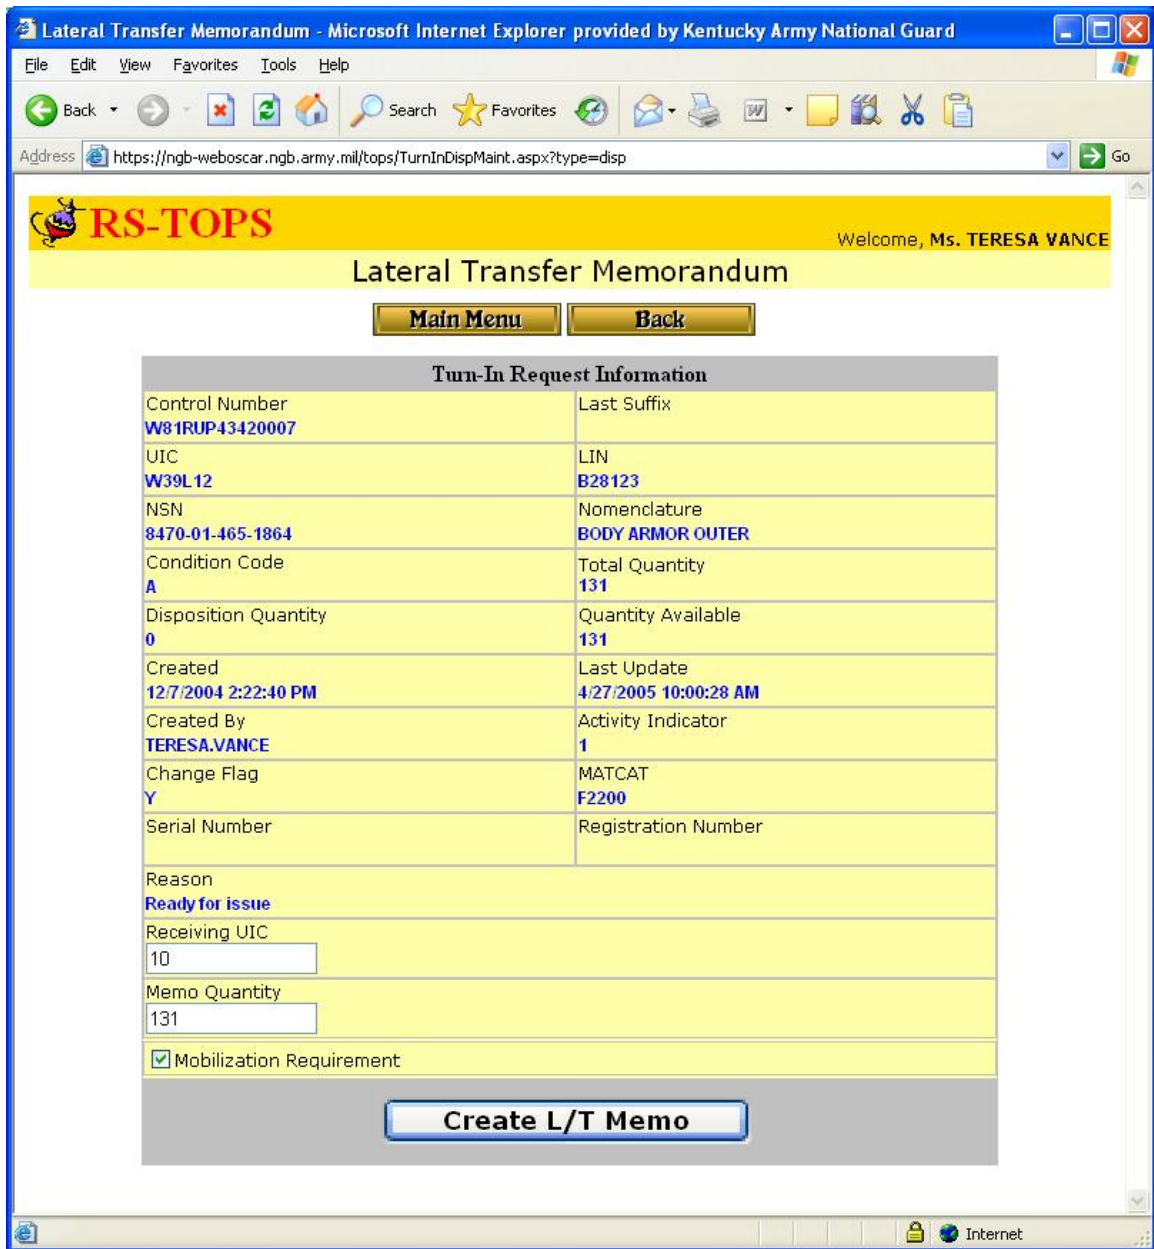 Lateral Transfer Memorandum - Microsoft Internet Explorer provided by Kentucky Army National Guard
File Edit View Favorites Tools Help
Back Search Favorites
Address https://ngb-weboscar.ngb.army.mil/tops/TurnInDispMaint.aspx?type=disp Go
RS-TOPS
Welcome, Ms. TERESA VANCE
Lateral Transfer Memorandum
Main Menu Back
Turn-In Request Information
Control Number Last Suffix
W81RUP43420007
UIC LIN
W39L12 B28123
NSN Nomenclature
8470-01-465-1864 BODY ARMOR OUTER
Condition Code Total Quantity
A 131
Disposition Quantity Quantity Available
0 131
Created Last Update
12/7/2004 2:22:40 PM 4/27/2005 10:00:28 AM
Created By Activity Indicator
TERESA.VANCE 1
Change Flag MATCAT
Y F2200
Serial Number Registration Number
Reason
Ready for issue
Receiving UIC
10
Memo Quantity
131
Mobilization Requirement
Create L/T Memo
Internet